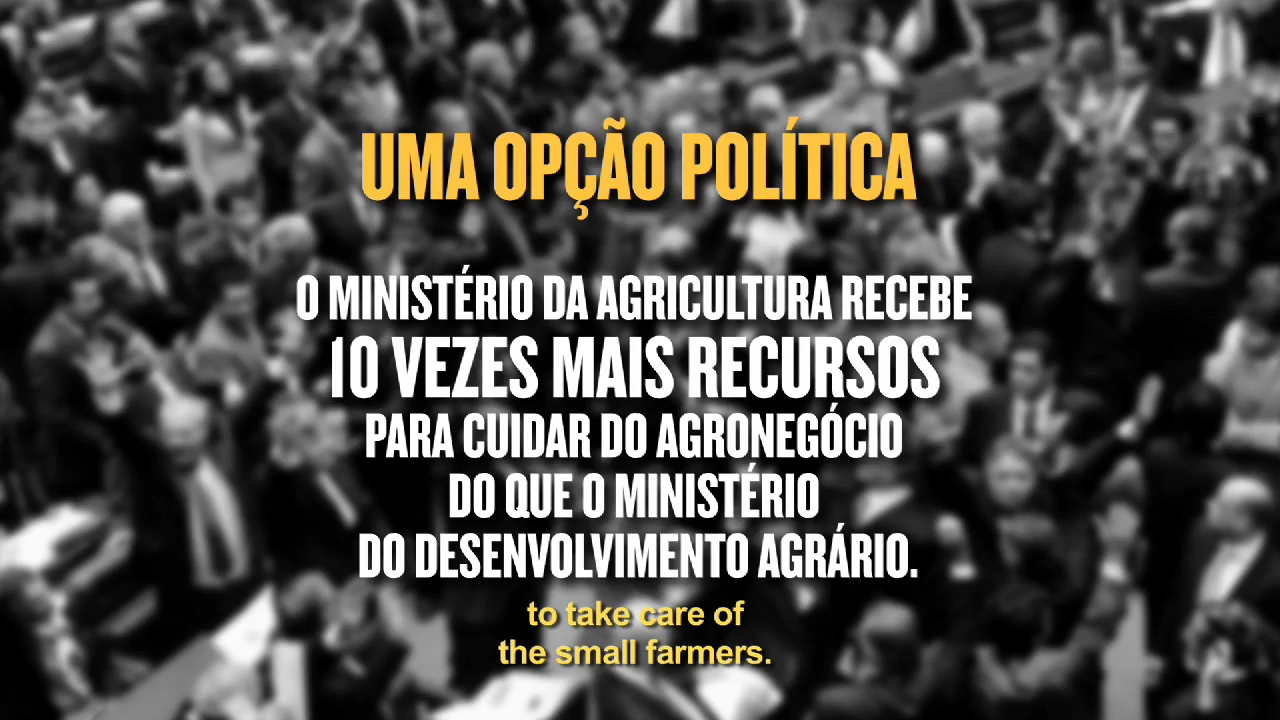 UMA OPÇÃO POLÍTICA
O MINISTÉRIO DA AGRICULTURA RECEBE
10 VEZES MAIS RECURSOS
PARA CUIDAR DO AGRONEGÓCIO
DO QUE O MINISTÉRIO
DO DESENVOLVIMENTO AGRÁRIO.
to take care of
the small farmers.